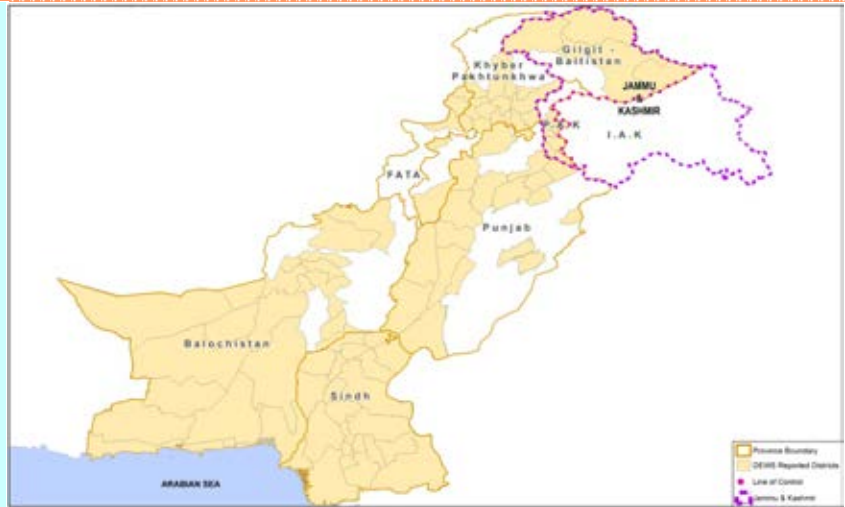 Gilgit -
Baltistan
Khyber
Pakhtunkhwa
JAMMU
&
KASHMIR
P.A.K
I.A.K
FATA
Punjab
Balochistan
Sindh
ARABIAN SEA
Province Boundary
DEWS Reported Districts
Line of Control
Jammu & Kashmir